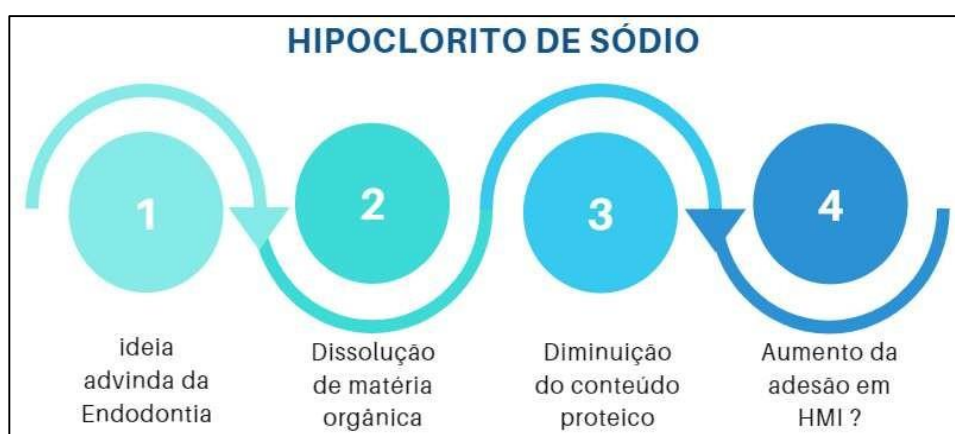 HIPOCLORITO DE SÓDIO
1
2
3
4
ideia
advinda da
Endodontia
Dissolução
de matéria
orgânica
Diminuição
do conteúdo
proteico
Aumento da
adesão em
HMI ?